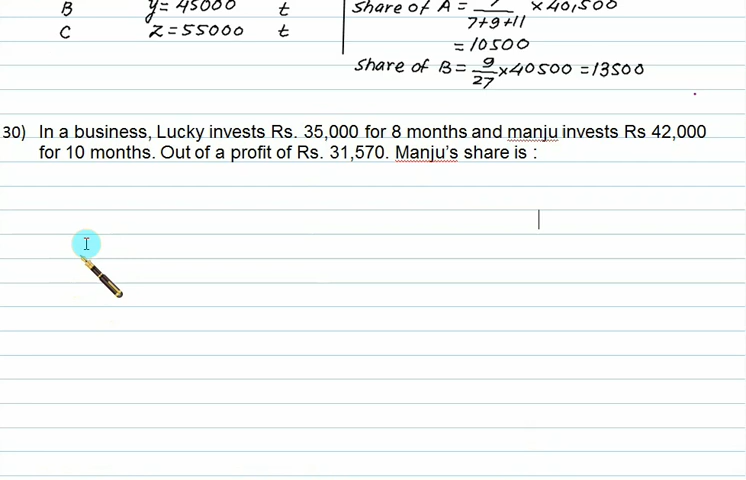 B y= 45000 t
Share of A = 7/7+9+11 ×40,500
C z=55000 t
=10500
Share of B= 9/27×40500 =13500
30) In a business, Lucky invests Rs. 35,000 for 8 months and manju invests Rs 42,000
for 10 months. Out of a profit of Rs. 31,570. Manju's share is :